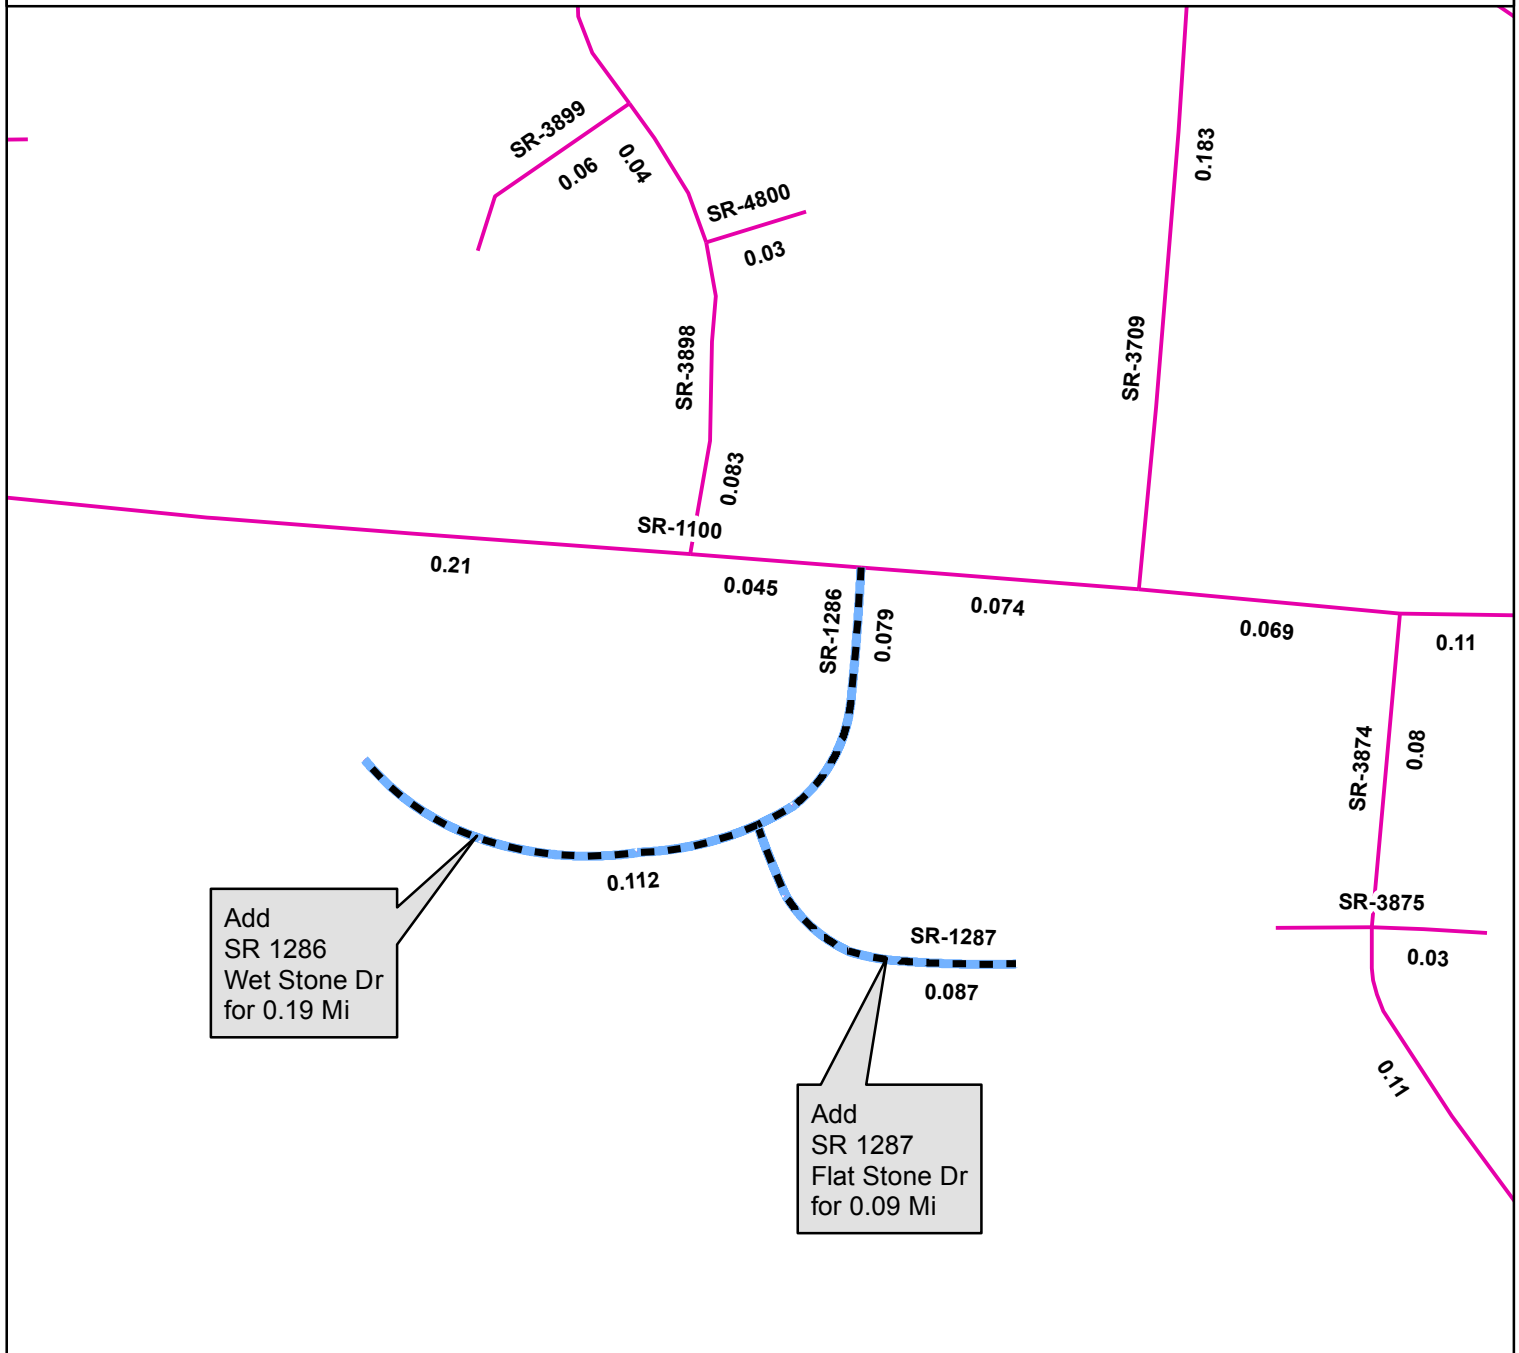 SR-3899
0.06
0.04
SR-4800
0.03
0.183
SR-3898
SR-3709
0.083
SR-1100
0.21
0.045
SR-1286
0.079
0.074
0.069
0.11
SR-3874
0.08
0.112
SR-3875
0.03
Add
SR 1286
Wet Stone Dr
for 0.19 Mi
SR-1287
0.087
0.11
Add
SR 1287
Flat Stone Dr
for 0.09 Mi